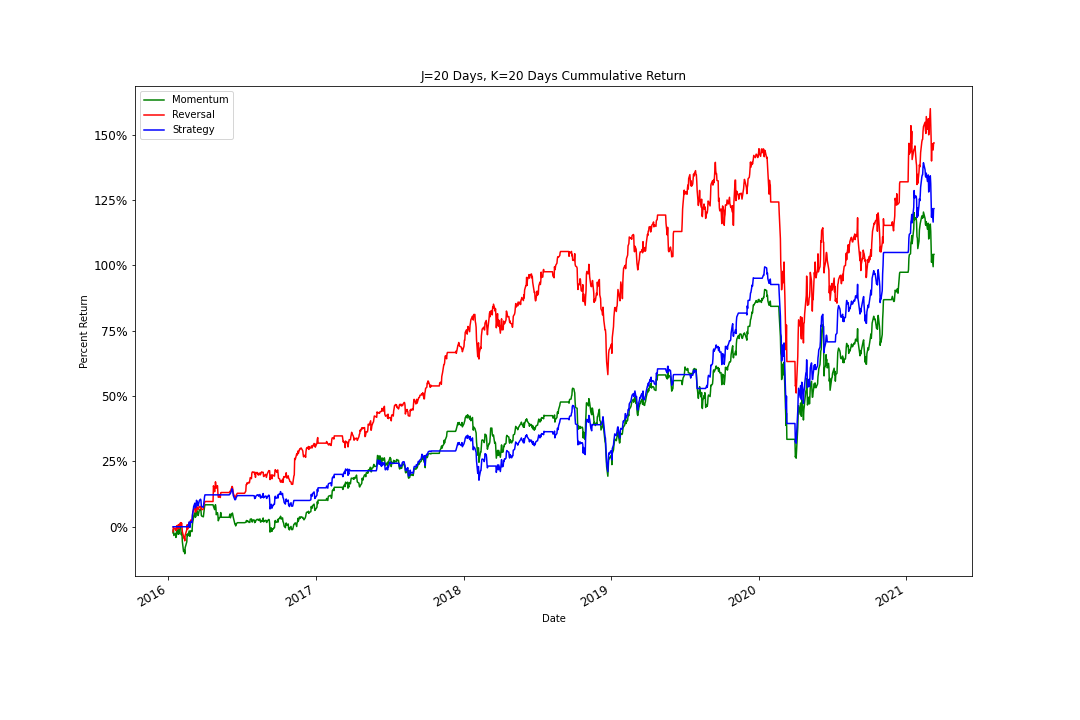 J=20 Days, K=20 Days Cummulative Return
Momentum
Reversal
Strategy
150%
125%
100%
75%
50%
25%
0%
Percent Return
2016
2017
2018
2019
2020
2021
Date